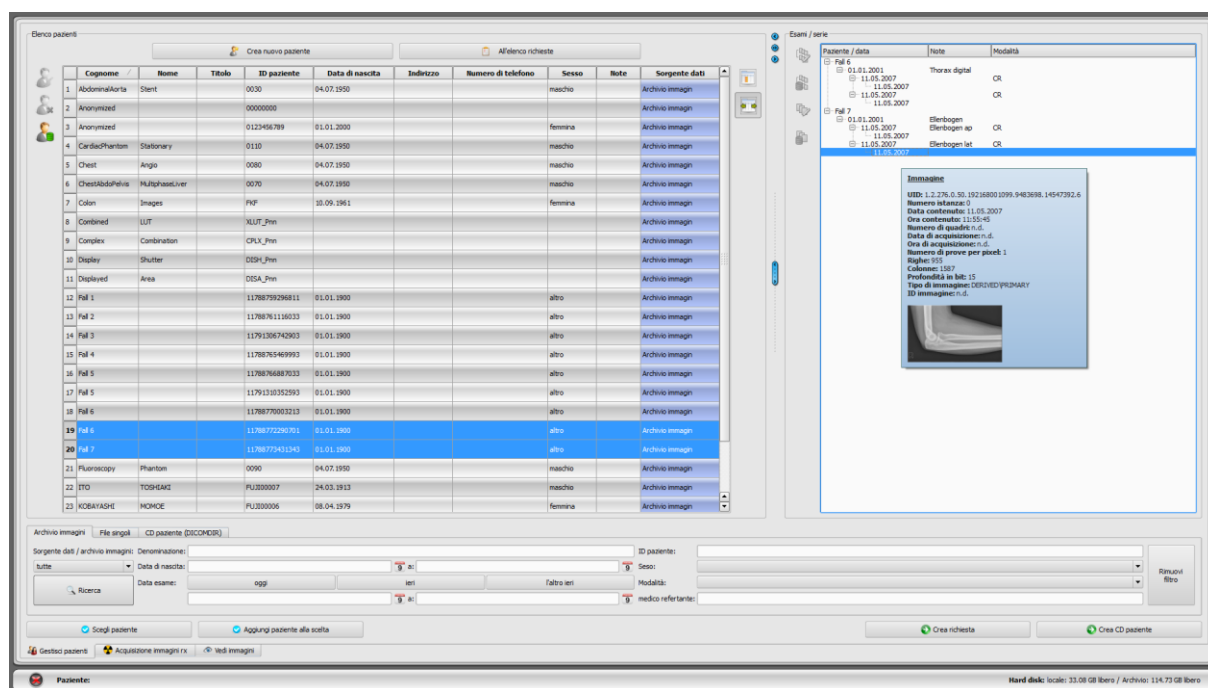 Elenco pazienti
Crea nuovo paziente
All'elenco richieste
Cognome Nome Titolo ID paziente Data di nascita Indirizzo Numero di telefono Sesso Note Sorgente dati
1 AbdominalAorta Stent 0030 04.07.1950 maschio Archivio immagin
2 Anonymized 00000000 Archivio immagin
3 Anonymized 0123456789 01.01.2000 femmina Archivio immagin
4 CardiacPhantom Stationary 0110 04.07.1950 maschio Archivio immagin
5 Chest Angio 0080 04.07.1950 maschio Archivio immagin
6 ChestAbdoPelvis MultiphaseLiver 0070 04.07.1950 maschio Archivio immagin
7 Colon Images FKF 10.09.1961 femmina Archivio immagin
8 Combined LUT XLUT_Pnn Archivio immagin
9 Complex Combination CPLX_Pnn Archivio immagin
10 Display Shutter DISH_Pnn Archivio immagin
11 Displayed Area DISA_Pnn Archivio immagin
12 Fall 1 11788759296811 01.01.1900 altro Archivio immagin
13 Fall 2 11788761116033 01.01.1900 altro Archivio immagin
14 Fall 3 11791306742903 01.01.1900 altro Archivio immagin
15 Fall 4 11788765469993 01.01.1900 altro Archivio immagin
16 Fall 5 11788766887033 01.01.1900 altro Archivio immagin
17 Fall 5 11791310352593 01.01.1900 altro Archivio immagin
18 Fall 6 11788770003213 01.01.1900 altro Archivio immagin
19 Fall 6 11788772290701 01.01.1900 altro Archivio immagin
20 Fall 7 11788773431343 01.01.1900 altro Archivio immagin
21 Fluoroscopy Phantom 0090 04.07.1950 maschio Archivio immagin
22 ITO TOSHIAKI FUJI00007 24.03.1913 maschio Archivio immagin
23 KOBAYASHI MOMOE FUJI00006 08.04.1979 femmina Archivio immagin
Esami / serie
Paziente / data Note Modalità
Fall 6
01.01.2001 Thorax digital
11.05.2007 CR
11.05.2007
11.05.2007 CR
11.05.2007
Fall 7
01.01.2001 Ellenbogen
11.05.2007 Ellenbogen ap CR
11.05.2007
11.05.2007 Ellenbogen lat CR
11.05.2007
Immagine
UID: 1.2.276.0.50.192168001099.9483698.14547392.6
Numero istanza: 0
Data contenuto: 11.05.2007
Ora contenuto: 11:55:45
Numero di quadri: n.d.
Data di acquisizione: n.d.
Ora di acquisizione: n.d.
Numero di prove per pixel: 1
Righe: 955
Colonne: 1587
Profondità in bit: 15
Tipo di immagine: DERIVED\PRIMARY
ID immagine: n.d.
Archivio immagini File singoli CD paziente (DICOMDIR)
Sorgente dati / archivio immagini: Denominazione: ID paziente:
tutte Data di nascita: 9 a: 9 Seso:
Ricerca Data esame: oggi ieri l'altro ieri Modalità:
9 a: 9 medico refertante:
Rimuovi
filtro
Scegli paziente Aggiungi paziente alla scelta Crea richiesta Crea CD paziente
Gestisci pazienti Acquisizione immagini rx Vedi immagini
Paziente: Hard disk: locale: 33.08 GB libero / Archivio: 114.73 GB libero